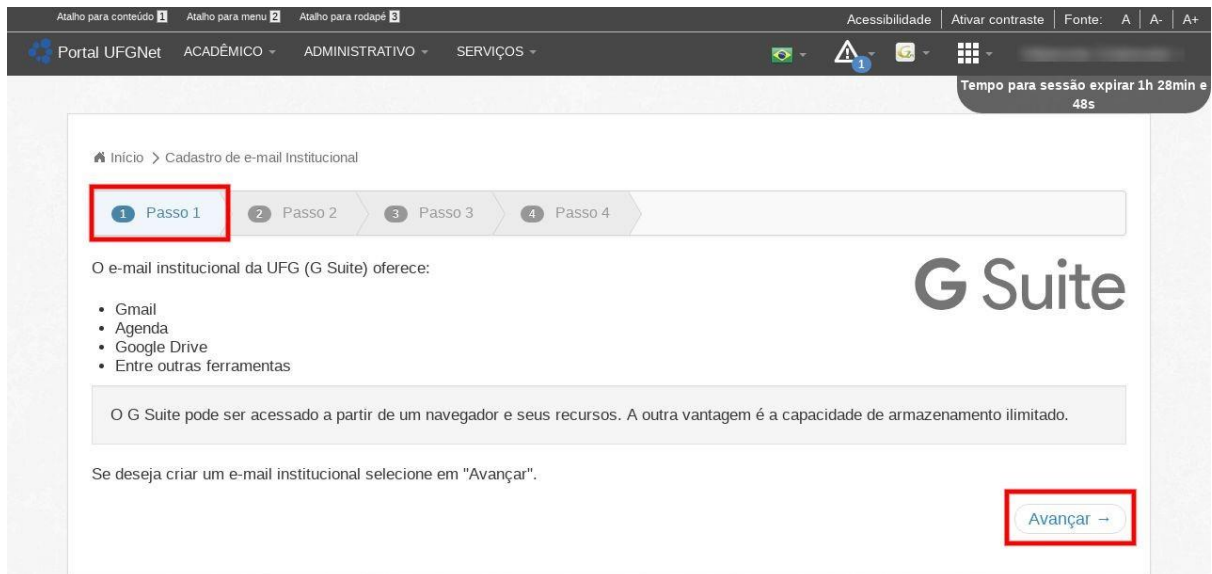 Atalho para conteúdo 1 Atalho para menu 2 Atalho para rodapé 3 Acessibilidade Ativar contraste Fonte: A A- A+
Portal UFGNet ACADÊMICO ADMINISTRATIVO SERVIÇOS 1
Tempo para sessão expirar 1h 28min e
48s
Início > Cadastro de e-mail Institucional
1 Passo 1 2 Passo 2 3 Passo 3 4 Passo 4
O e-mail institucional da UFG (G Suite) oferece:
G Suite
• Gmail
• Agenda
• Google Drive
• Entre outras ferramentas
O G Suite pode ser acessado a partir de um navegador e seus recursos. A outra vantagem é a capacidade de armazenamento ilimitado.
Se deseja criar um e-mail institucional selecione em "Avançar".
Avançar →